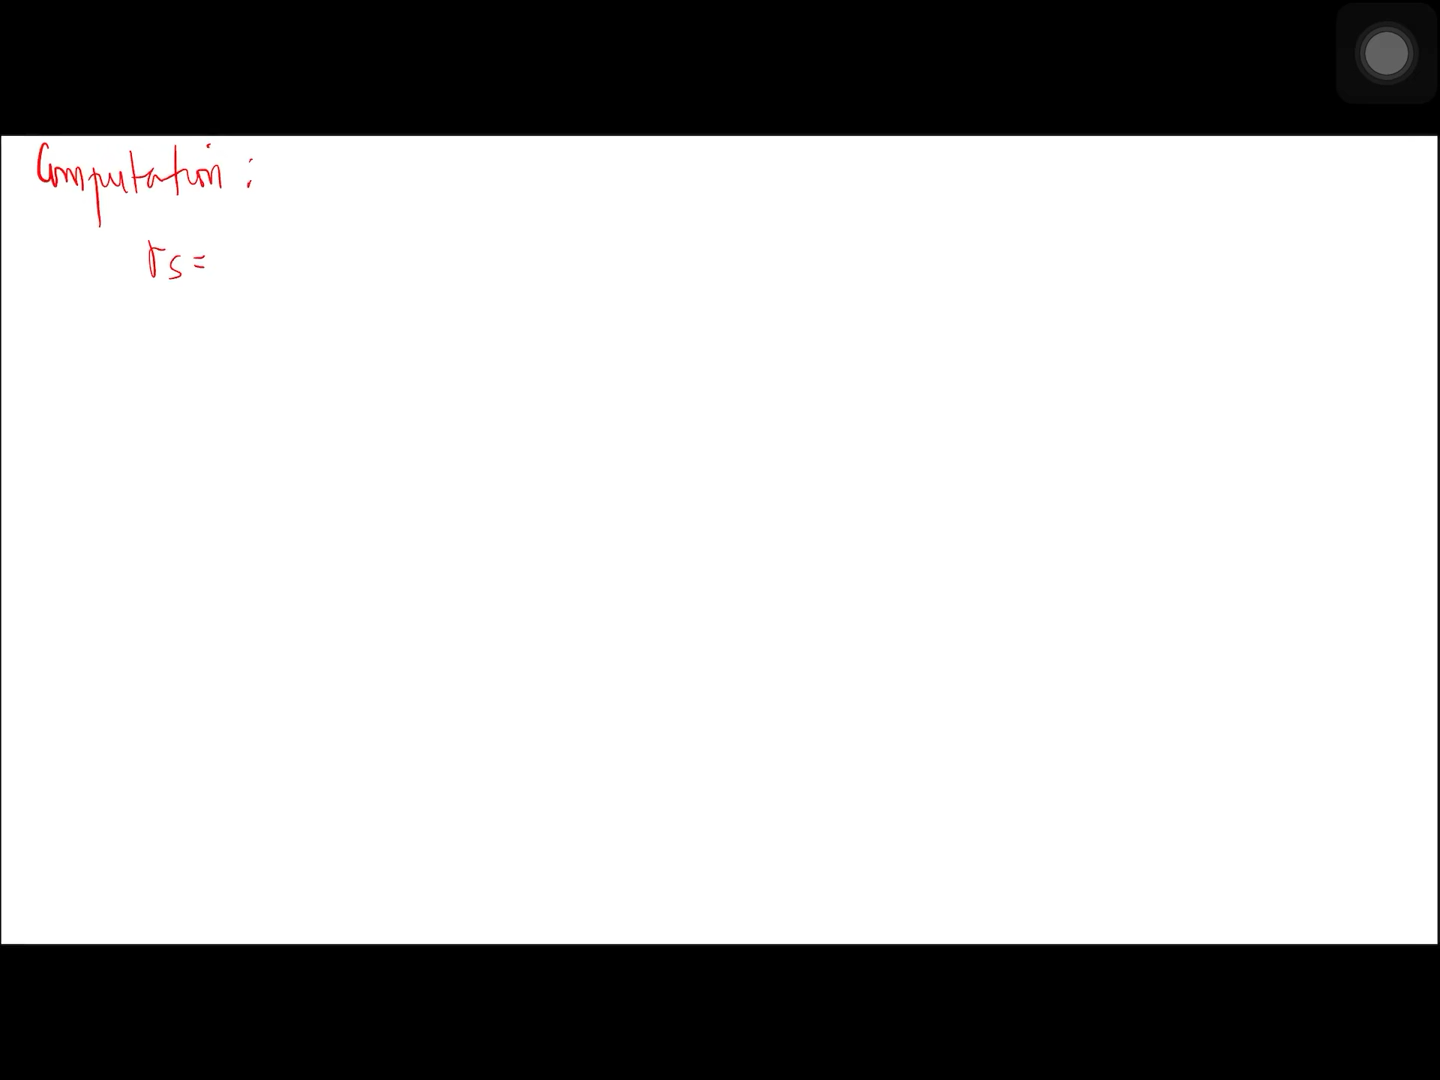 Computation :
rs =